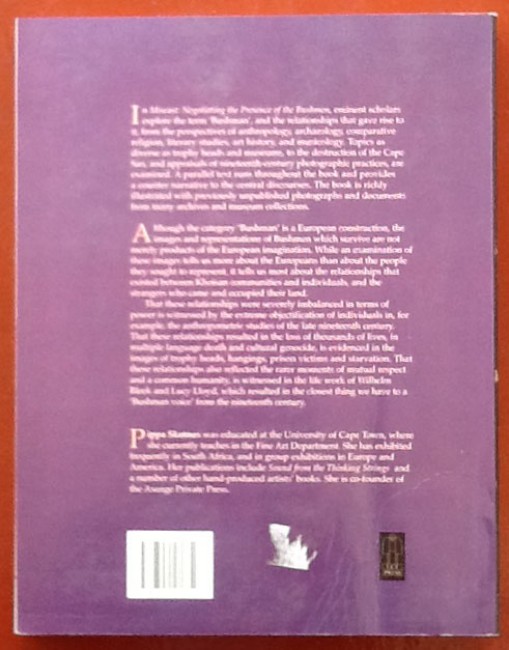 In Miscast: Negotiating the Presence of the Bushmen, eminent scholars
explore the term 'Bushman', and the relationships that gave rise to
it, from the perspectives of anthropology, archaeology, comparative
religion, literary studies, art history, and musicology. Topics as
diverse as trophy heads and museums, to the destruction of the Cape
San, and appraisals of nineteenth-century photographic practices, are
examined. A parallel text runs throughout the book and provides
a counter narrative to the central discourses. The book is richly
illustrated with previously unpublished photographs and documents
from many archives and museum collections.
Although the category 'Bushman' is a European construction, the
images and representations of Bushmen which survive are not
merely products of the European imagination. While an examination of
these images tells us more about the Europeans than about the people
they sought to represent, it tells us most about the relationships that
existed between Khoisan communities and individuals, and the
strangers who came and occupied their land.
That these relationships were severely imbalanced in terms of
power is witnessed by the extreme objectification of individuals in, for
example, the anthropometric studies of the late nineteenth century.
That these relationships resulted in the loss of thousands of lives, in
multiple language death and cultural genocide, is evidenced in the
images of trophy heads, hangings, prison victims and starvation. That
these relationships also reflected the rarer moments of mutual respect
and a common humanity, is witnessed in the life work of Wilhelm
Bleek and Lucy Lloyd, which resulted in the closest thing we have to a
'Bushman voice' from the nineteenth century.
Pippa Skotnes was educated at the University of Cape Town, where
she currently teaches in the Fine Art Department. She has exhibited
frequently in South Africa, and in group exhibitions in Europe and
America. Her publications include Sound from the Thinking Strings and
a number of other hand-produced artists' books. She is co-founder of
the Axeage Private Press.
UCT
PRESS